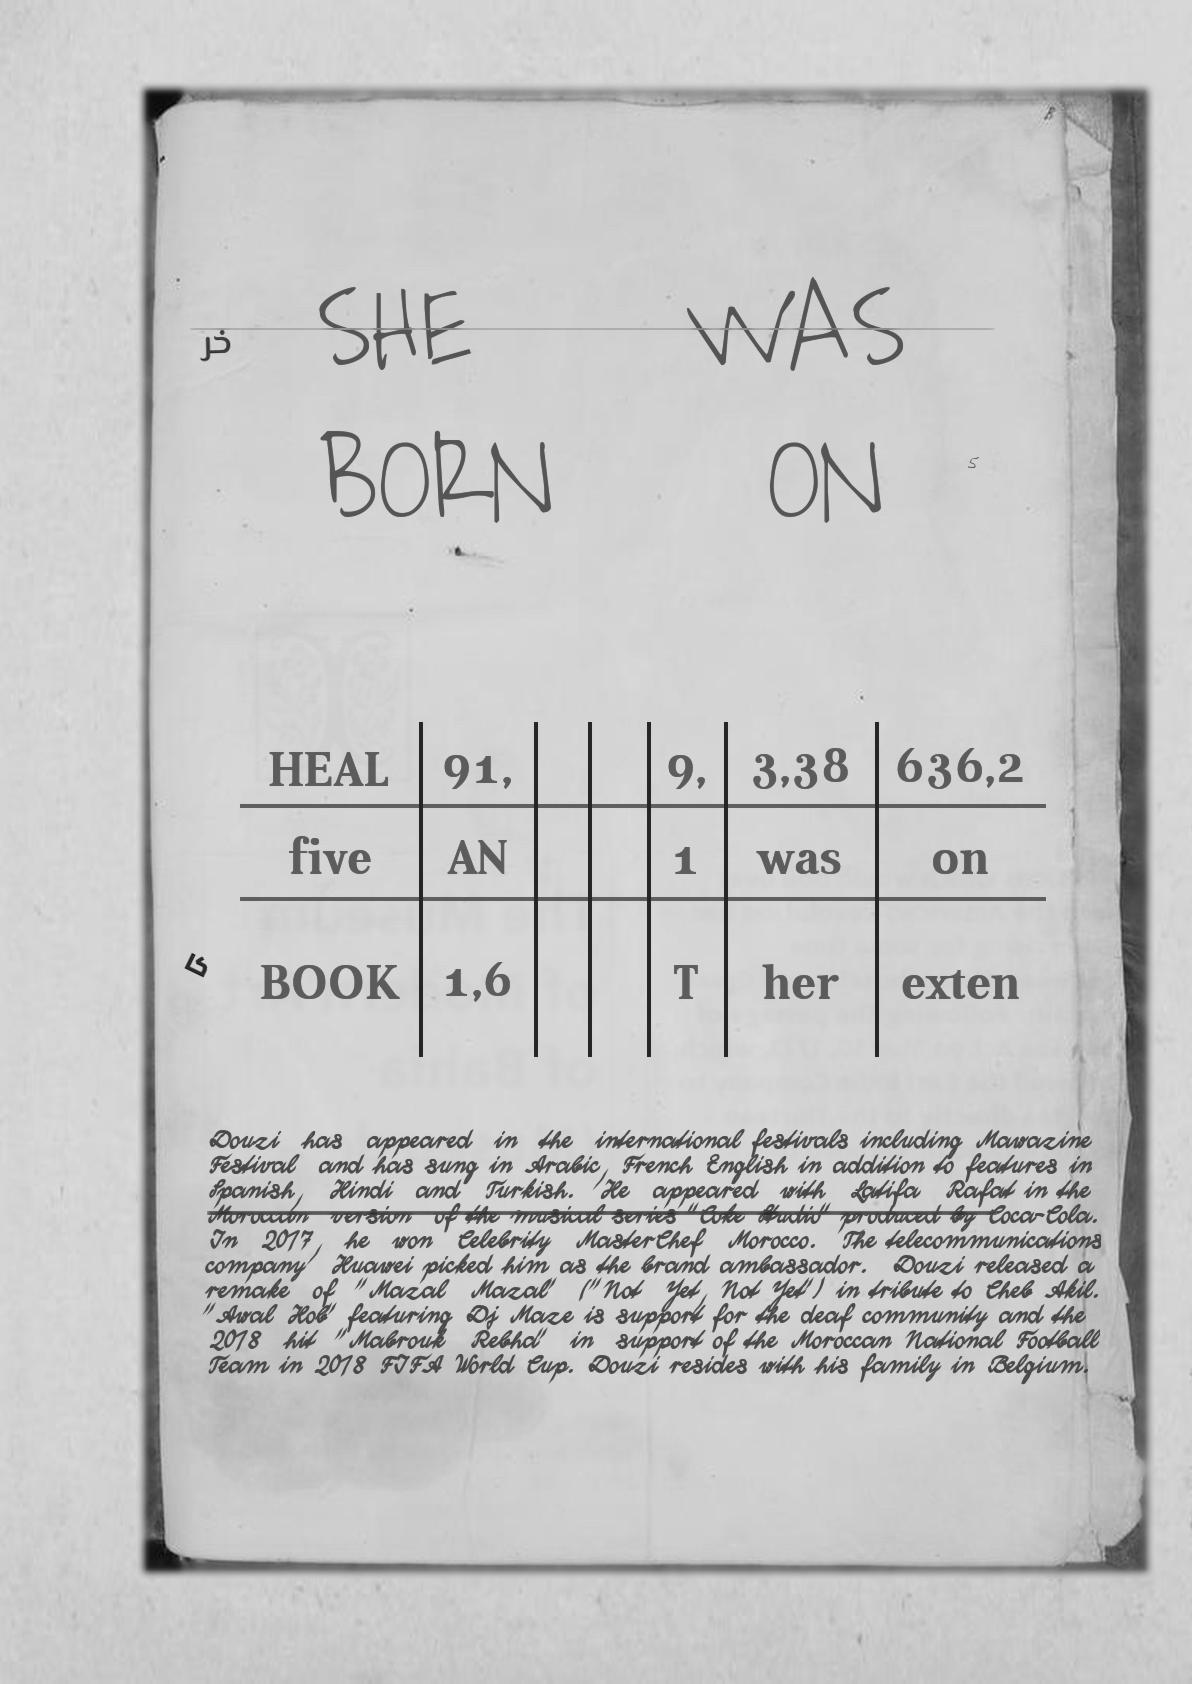 B
SHE WAS
خر
BORN ON
5
HEAL 91, 9, 3,38 636,2
five AN 1 was on
BOOK 1,6 T her exten
Douzi has appeared in the international festivals including Mawazine
Festival and has sung in Arabic, French English in addition to features in
Spanish, Hindi and Turkish. He appeared with Latifa Rafat in the
Moroccan version of the musical series "Coke Studio" produced by Coca-Cola.
In 2017, he won Celebrity MasterChef Morocco. The telecommunications
company Huawei picked him as the brand ambassador. Douzi released a
remake of "Mazal Mazal" ("Not Yet, Not Yet") in tribute to Cheb Akil.
"Awal Hob" featuring Dj Maze is support for the deaf community and the
2018 hit "Mabrouk Rebhd" in support of the Moroccan National Football
Team in 2018 FIFA World Cup. Douzi resides with his family in Belgium.